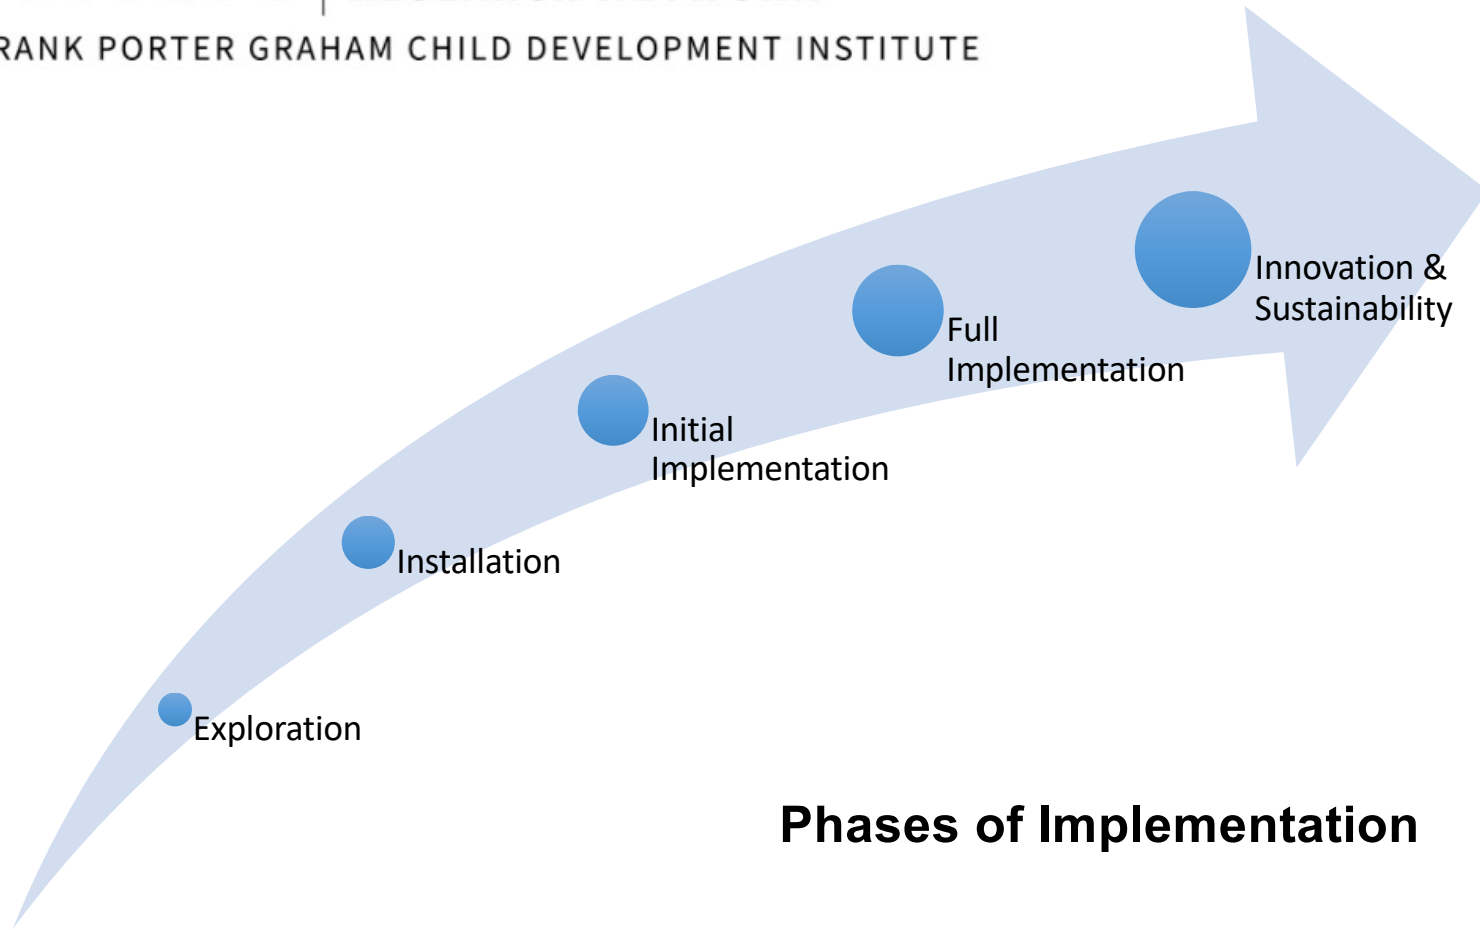 RANK PORTER GRAHAM CHILD DEVELOPMENT INSTITUTE
Innovation &
Sustainability
Full
Implementation
Initial
Implementation
Installation
Exploration
Phases of Implementation